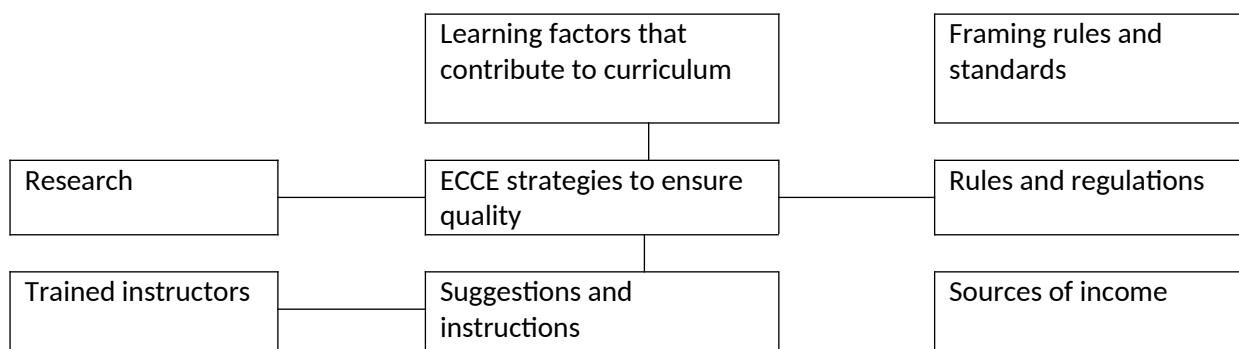 Learning factors that
contribute to curriculum
Framing rules and
standards
Research
ECCE strategies to ensure
quality
Rules and regulations
Trained instructors
Suggestions and
instructions
Sources of income